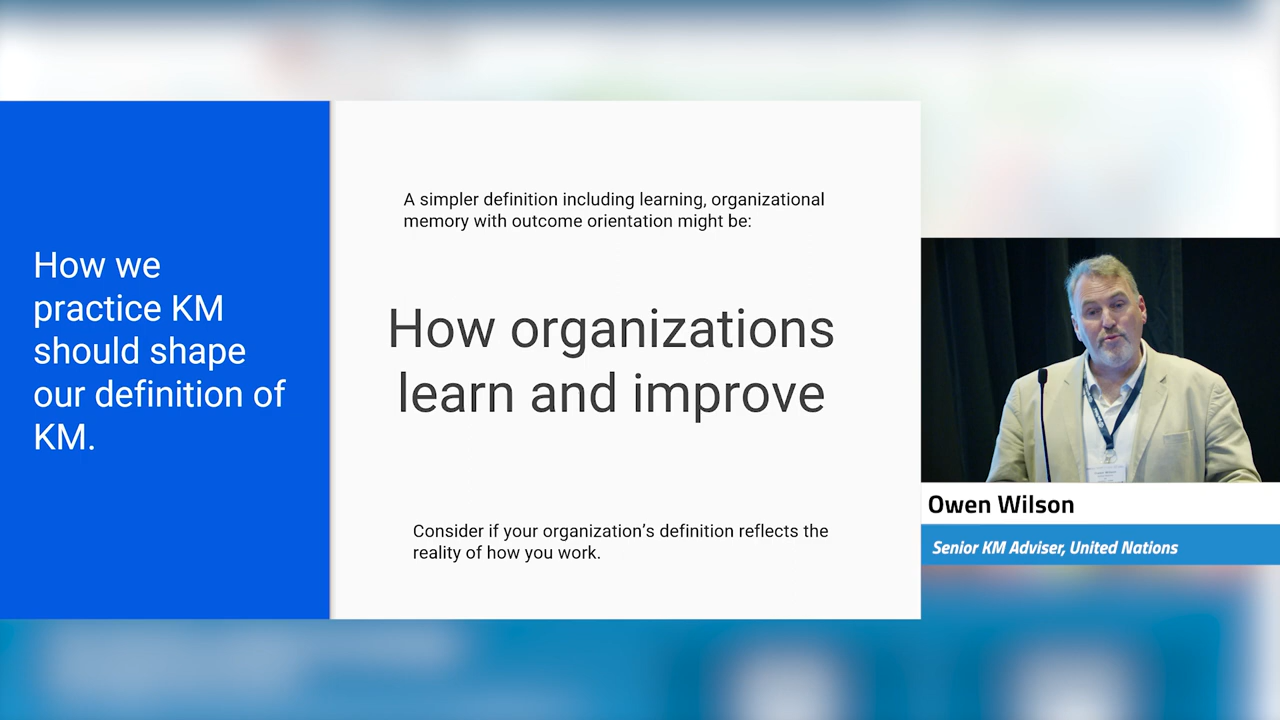 How we
practice KM
should shape
our definition of
KM.
A simpler definition including learning, organizational
memory with outcome orientation might be:
How organizations
learn and improve
Consider if your organization’s definition reflects the
reality of how you work.
Owen Wilson
Senior KM Adviser, United Nations